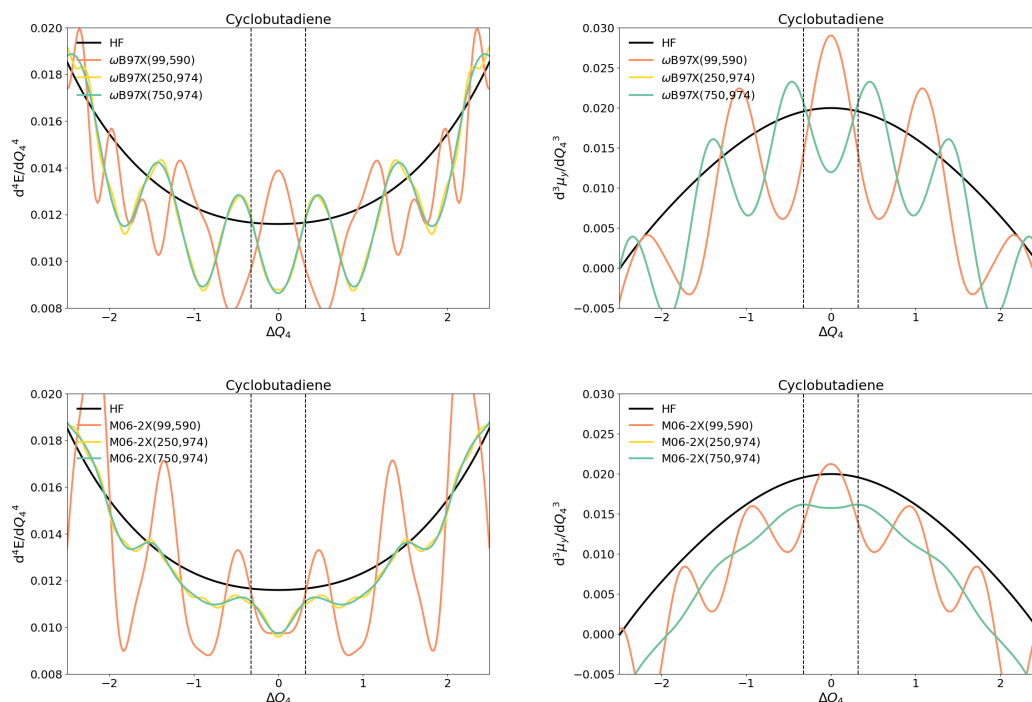 Cyclobutadiene
0.020
0.018
0.016
0.014
0.012
0.010
0.008
d⁴E/dQ₄⁴
HF
ωB97X(99,590)
ωB97X(250,974)
ωB97X(750,974)
−2 −1 0 1 2
ΔQ₄
Cyclobutadiene
0.030
0.025
0.020
0.015
0.010
0.005
0.000
−0.005
d³μᵧ/dQ₄³
HF
ωB97X(99,590)
ωB97X(250,974)
ωB97X(750,974)
−2 −1 0 1 2
ΔQ₄
Cyclobutadiene
0.020
0.018
0.016
0.014
0.012
0.010
0.008
d⁴E/dQ₄⁴
HF
M06-2X(99,590)
M06-2X(250,974)
M06-2X(750,974)
−2 −1 0 1 2
ΔQ₄
Cyclobutadiene
0.030
0.025
0.020
0.015
0.010
0.005
0.000
−0.005
d³μᵧ/dQ₄³
HF
M06-2X(99,590)
M06-2X(250,974)
M06-2X(750,974)
−2 −1 0 1 2
ΔQ₄